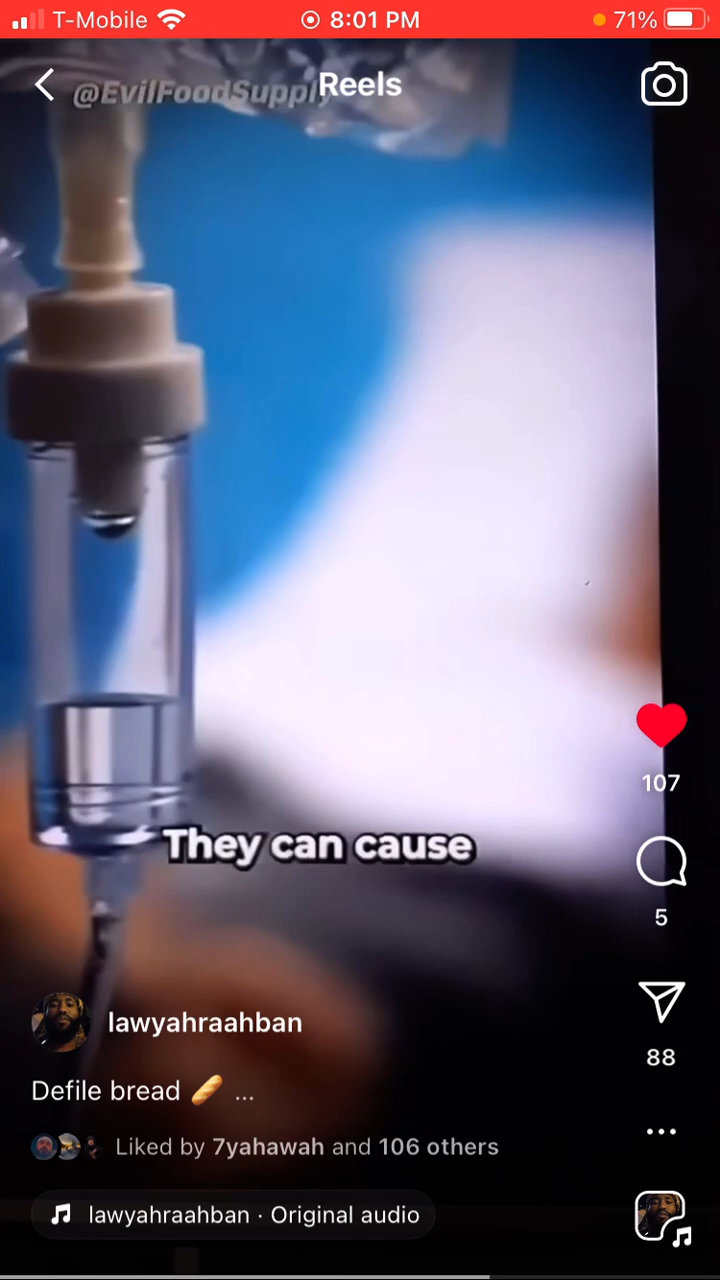 T-Mobile 8:01 PM 71%
@EvilFoodSupply
Reels
They can cause
107
5
88
lawyahraahban
Defile bread 🥖 ...
Liked by 7yahawah and 106 others
lawyahraahban · Original audio